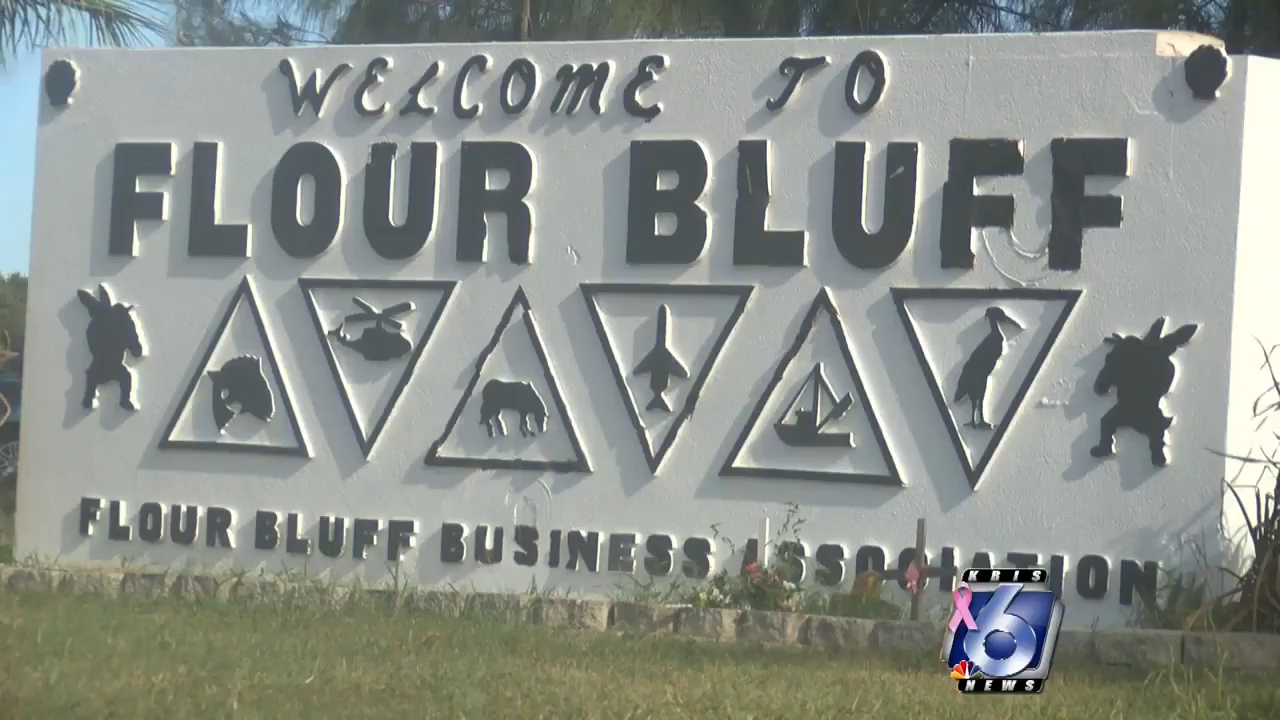 WELCOME TO
FLOUR BLUFF
FLOUR BLUFF BUSINESS ASSOCIATION
KRIS
6
NEWS